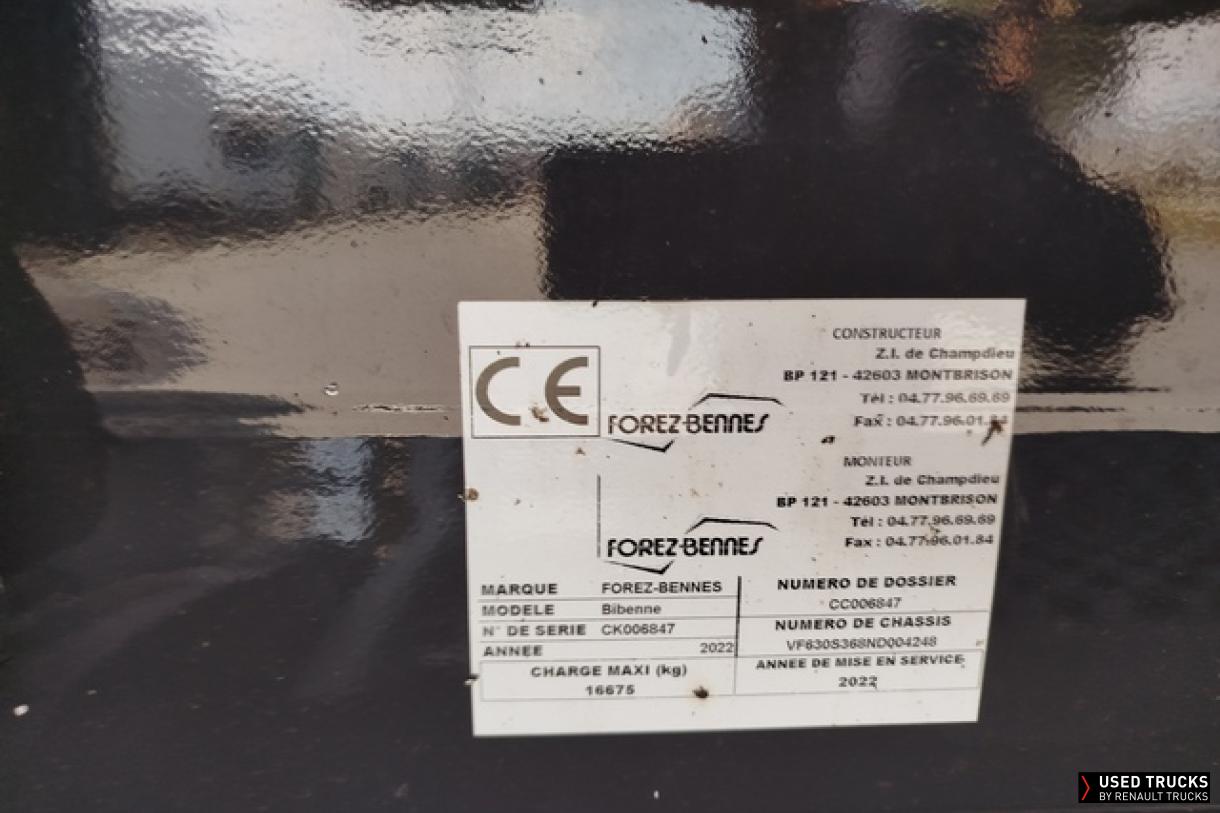 CE
FOREZ-BENNES
CONSTRUCTEUR
Z.I. de Champdieu
BP 121 - 42603 MONTBRISON
Tél : 04.77.96.69.69
Fax : 04.77.96.01.84
FOREZ-BENNES
MONTEUR
Z.I. de Champdieu
BP 121 - 42603 MONTBRISON
Tél : 04.77.96.69.69
Fax : 04.77.96.01.84
MARQUE FOREZ-BENNES
MODELE Bibenne
N° DE SERIE CK006847
ANNEE 2022
CHARGE MAXI (kg)
16675
NUMERO DE DOSSIER
CC006847
NUMERO DE CHASSIS
VF630S368ND004248
ANNEE DE MISE EN SERVICE
2022
USED TRUCKS
BY RENAULT TRUCKS